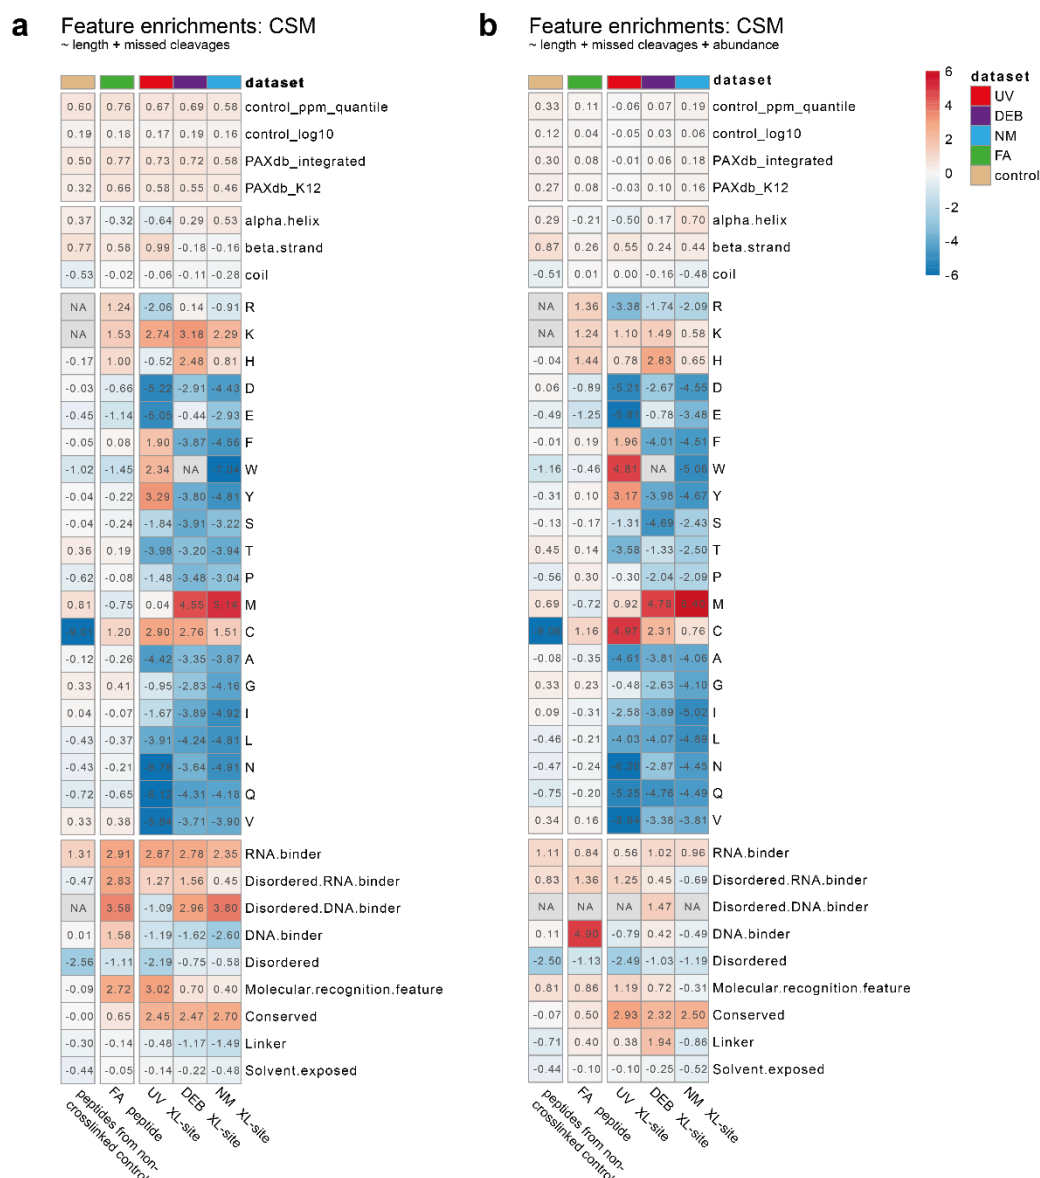 a
Feature enrichments: CSM
~ length + missed cleavages
dataset
0.60 0.76 0.67 0.69 0.58 control_ppm_quantile
0.19 0.18 0.17 0.19 0.16 control_log10
0.50 0.77 0.73 0.72 0.58 PAXdb_integrated
0.32 0.66 0.58 0.55 0.46 PAXdb_K12
0.37 -0.32 -0.64 0.29 0.53 alpha.helix
0.77 0.58 0.99 -0.18 -0.16 beta.strand
-0.53 -0.02 -0.06 -0.11 -0.28 coil
NA 1.24 -2.06 0.14 -0.91 R
NA 1.53 2.74 3.18 2.29 K
-0.17 1.00 -0.52 2.48 0.81 H
-0.03 -0.66 -5.22 -2.91 -4.43 D
-0.45 -1.14 -5.05 -0.44 -2.93 E
-0.05 0.08 1.90 -3.87 -4.56 F
-1.02 -1.45 2.34 NA W
-0.04 -0.22 3.29 -3.80 -4.81 Y
-0.04 -0.24 -1.84 -3.91 -3.22 S
0.36 0.19 -3.98 -3.20 -3.94 T
-0.62 -0.08 -1.48 -3.48 -3.04 P
0.81 -0.75 0.04 4.55 5.14 M
1.20 2.90 2.76 1.51 C
-0.12 -0.26 -4.42 -3.35 -3.87 A
0.33 0.41 -0.95 -2.83 -4.16 G
0.04 -0.07 -1.67 -3.89 -4.92 I
-0.43 -0.37 -3.91 -4.24 -4.81 L
-0.43 -0.21 -3.64 -4.91 N
-0.72 -0.65 -4.31 -4.18 Q
0.33 0.38 -3.71 -3.90 V
1.31 2.91 2.87 2.78 2.35 RNA.binder
-0.47 2.83 1.27 1.56 0.45 Disordered.RNA.binder
NA 3.58 -1.09 2.96 3.80 Disordered.DNA.binder
0.01 1.58 -1.19 -1.62 -2.60 DNA.binder
-2.56 -1.11 -2.19 -0.75 -0.58 Disordered
-0.09 2.72 3.02 0.70 0.40 Molecular.recognition.feature
-0.00 0.65 2.45 2.47 2.70 Conserved
-0.30 -0.14 -0.48 -1.17 -1.49 Linker
-0.44 -0.05 -0.14 -0.22 -0.48 Solvent.exposed
peptides from non-
crosslinked control
FA peptide
UV XL-site
DEB XL-site
NM XL-site
b
Feature enrichments: CSM
~ length + missed cleavages + abundance
dataset
0.33 0.11 -0.06 0.07 0.19 control_ppm_quantile
0.12 0.04 -0.05 0.03 0.06 control_log10
0.30 0.08 -0.01 0.06 0.18 PAXdb_integrated
0.27 0.08 -0.03 0.10 0.16 PAXdb_K12
0.29 -0.21 -0.50 0.17 0.70 alpha.helix
0.87 0.26 0.55 0.24 0.44 beta.strand
-0.51 0.01 0.00 -0.16 -0.48 coil
NA 1.36 -3.38 -1.74 -2.09 R
NA 1.24 1.10 1.49 0.58 K
-0.04 1.44 0.78 2.83 0.65 H
0.06 -0.89 -5.21 -2.67 -4.55 D
-0.49 -1.25 -0.78 -3.48 E
-0.01 0.19 1.96 -4.01 -4.51 F
-1.16 -0.46 4.81 NA -5.06 W
-0.31 0.10 3.17 -3.98 -4.67 Y
-0.13 -0.17 -1.31 -4.69 -2.43 S
0.45 0.14 -3.58 -1.33 -2.50 T
-0.56 0.30 -0.30 -2.04 -2.09 P
0.69 -0.72 0.92 4.78 M
1.16 4.97 2.31 0.76 C
-0.08 -0.35 -4.61 -3.81 -4.06 A
0.33 0.23 -0.48 -2.63 -4.10 G
0.09 -0.31 -2.58 -3.89 -5.02 I
-0.46 -0.21 -4.03 -4.07 -4.89 L
-0.47 -0.24 -2.87 -4.45 N
-0.75 -0.20 -5.25 -4.76 -4.49 Q
0.34 0.16 -3.38 -3.81 V
1.11 0.84 0.56 1.02 0.96 RNA.binder
0.83 1.36 1.25 0.45 -0.69 Disordered.RNA.binder
NA NA NA 1.47 NA Disordered.DNA.binder
0.11 4.90 -0.79 0.42 -0.49 DNA.binder
-2.50 -1.13 -2.49 -1.03 -1.19 Disordered
0.81 0.86 1.19 0.72 -0.31 Molecular.recognition.feature
-0.07 0.50 2.93 2.32 2.50 Conserved
-0.71 0.40 0.38 1.94 -0.86 Linker
-0.44 -0.10 -0.10 -0.25 -0.52 Solvent.exposed
peptides from non-
crosslinked control
FA peptide
UV XL-site
DEB XL-site
NM XL-site
6
4
2
0
-2
-4
-6
dataset
UV
DEB
NM
FA
control